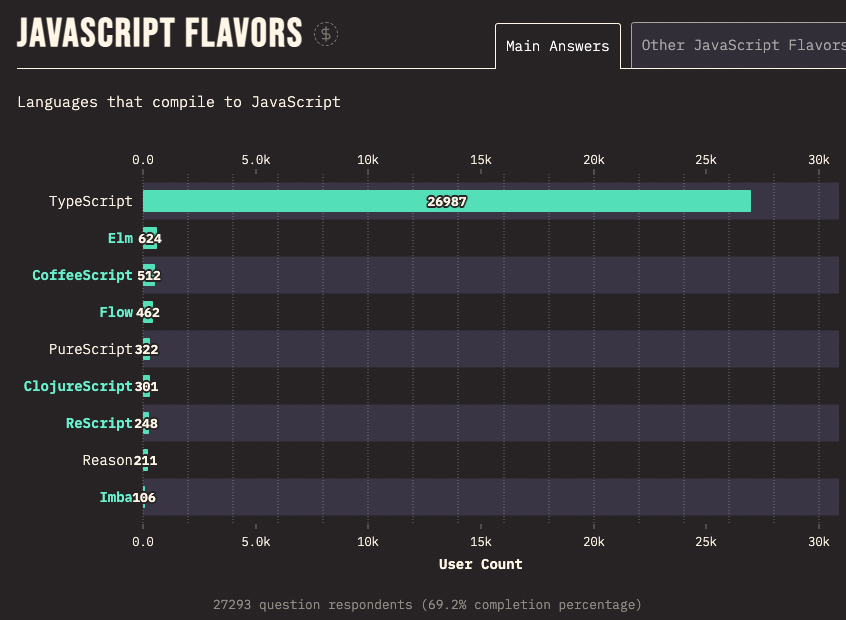 JAVASCRIPT FLAVORS $
Main Answers
Other JavaScript Flavors
Languages that compile to JavaScript
0.0 5.0k 10k 15k 20k 25k 30k
TypeScript 26987
Elm 624
CoffeeScript 512
Flow 462
PureScript 322
ClojureScript 301
ReScript 248
Reason 211
Imba 106
0.0 5.0k 10k 15k 20k 25k 30k
User Count
27293 question respondents (69.2% completion percentage)